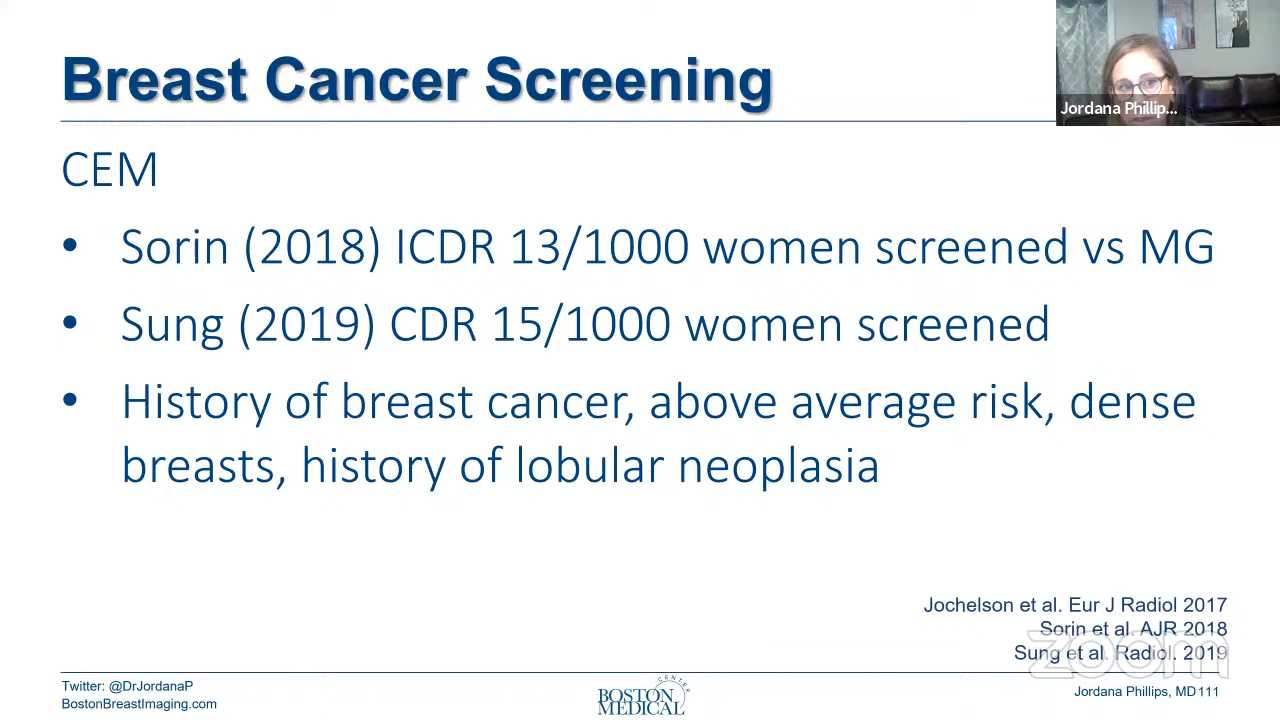 Breast Cancer Screening
Jordana Phillip...
CEM
• Sorin (2018) ICDR 13/1000 women screened vs MG
• Sung (2019) CDR 15/1000 women screened
• History of breast cancer, above average risk, dense
breasts, history of lobular neoplasia
Jochelson et al. Eur J Radiol 2017
Sorin et al. AJR 2018
Sung et al. Radiol. 2019
zoom
Twitter: @DrJordanaP
BostonBreastImaging.com
BOSTON
MEDICAL
CENTER
Jordana Phillips, MD 111